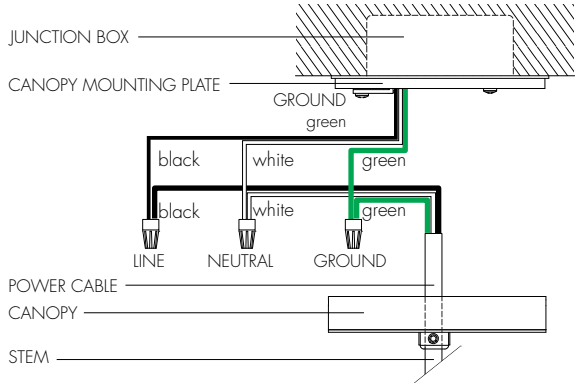 JUNCTION BOX
CANOPY MOUNTING PLATE
GROUND
green
black white green
black white green
LINE NEUTRAL GROUND
POWER CABLE
CANOPY
STEM